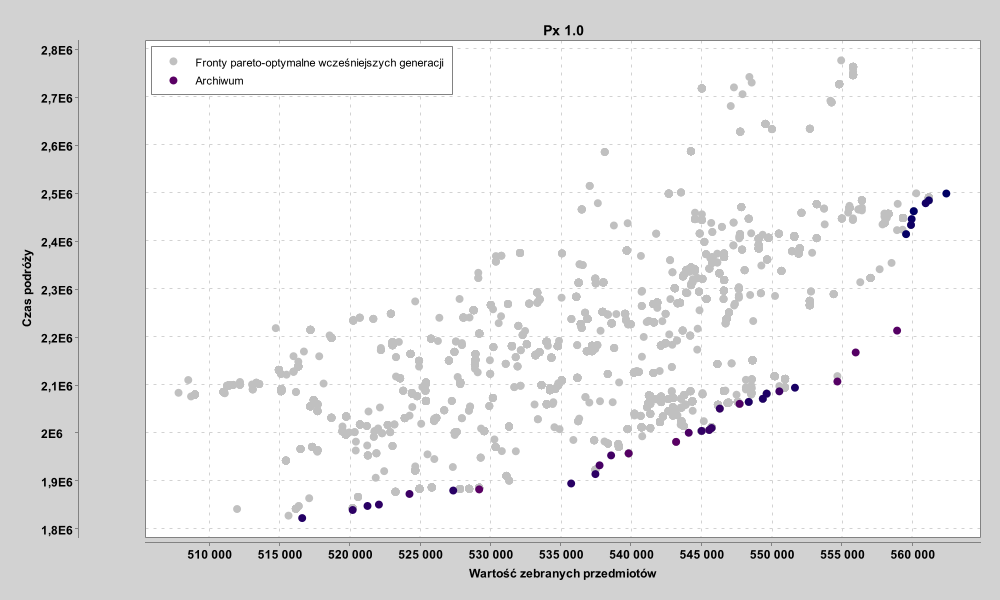 Px 1.0
Fronty pareto-optymalne wcześniejszych generacji
Archiwum
Czas podróży
2,8E6
2,7E6
2,6E6
2,5E6
2,4E6
2,3E6
2,2E6
2,1E6
2E6
1,9E6
1,8E6
510 000 515 000 520 000 525 000 530 000 535 000 540 000 545 000 550 000 555 000 560 000
Wartość zebranych przedmiotów